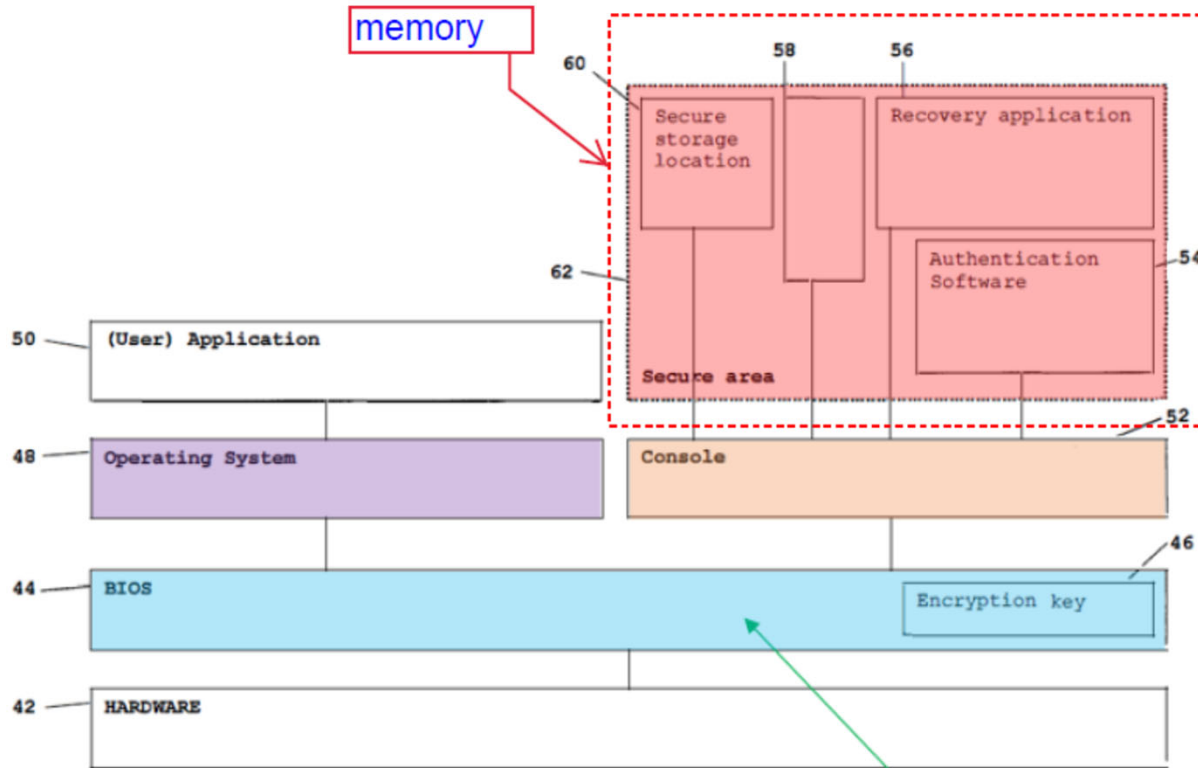 memory
58
56
60
Secure
storage
location
Recovery application
54
Authentication
Software
62
50
(User) Application
Secure area
52
48
Operating System
Console
46
44
BIOS
Encryption key
42
HARDWARE